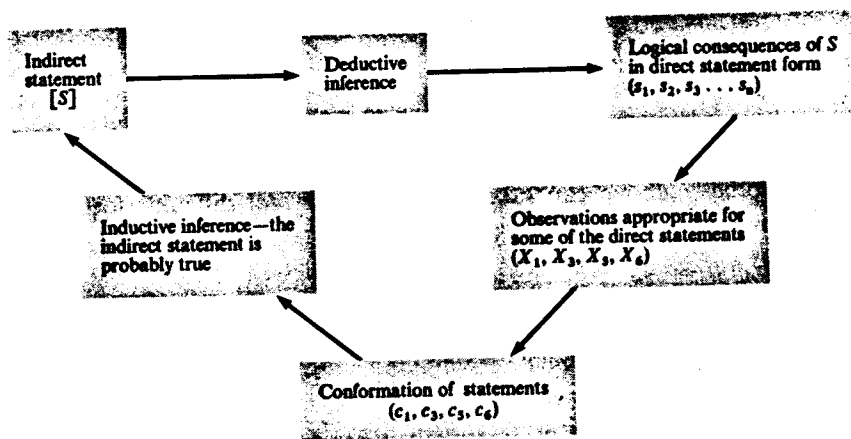 Indirect
statement
[S]
Deductive
inference
Logical consequences of S
in direct statement form
(s₁, s₂, s₃ . . . sₙ)
Observations appropriate for
some of the direct statements
(X₁, X₃, X₅, X₆)
Conformation of statements
(c₁, c₃, c₅, c₆)
Inductive inference—the
indirect statement is
probably true